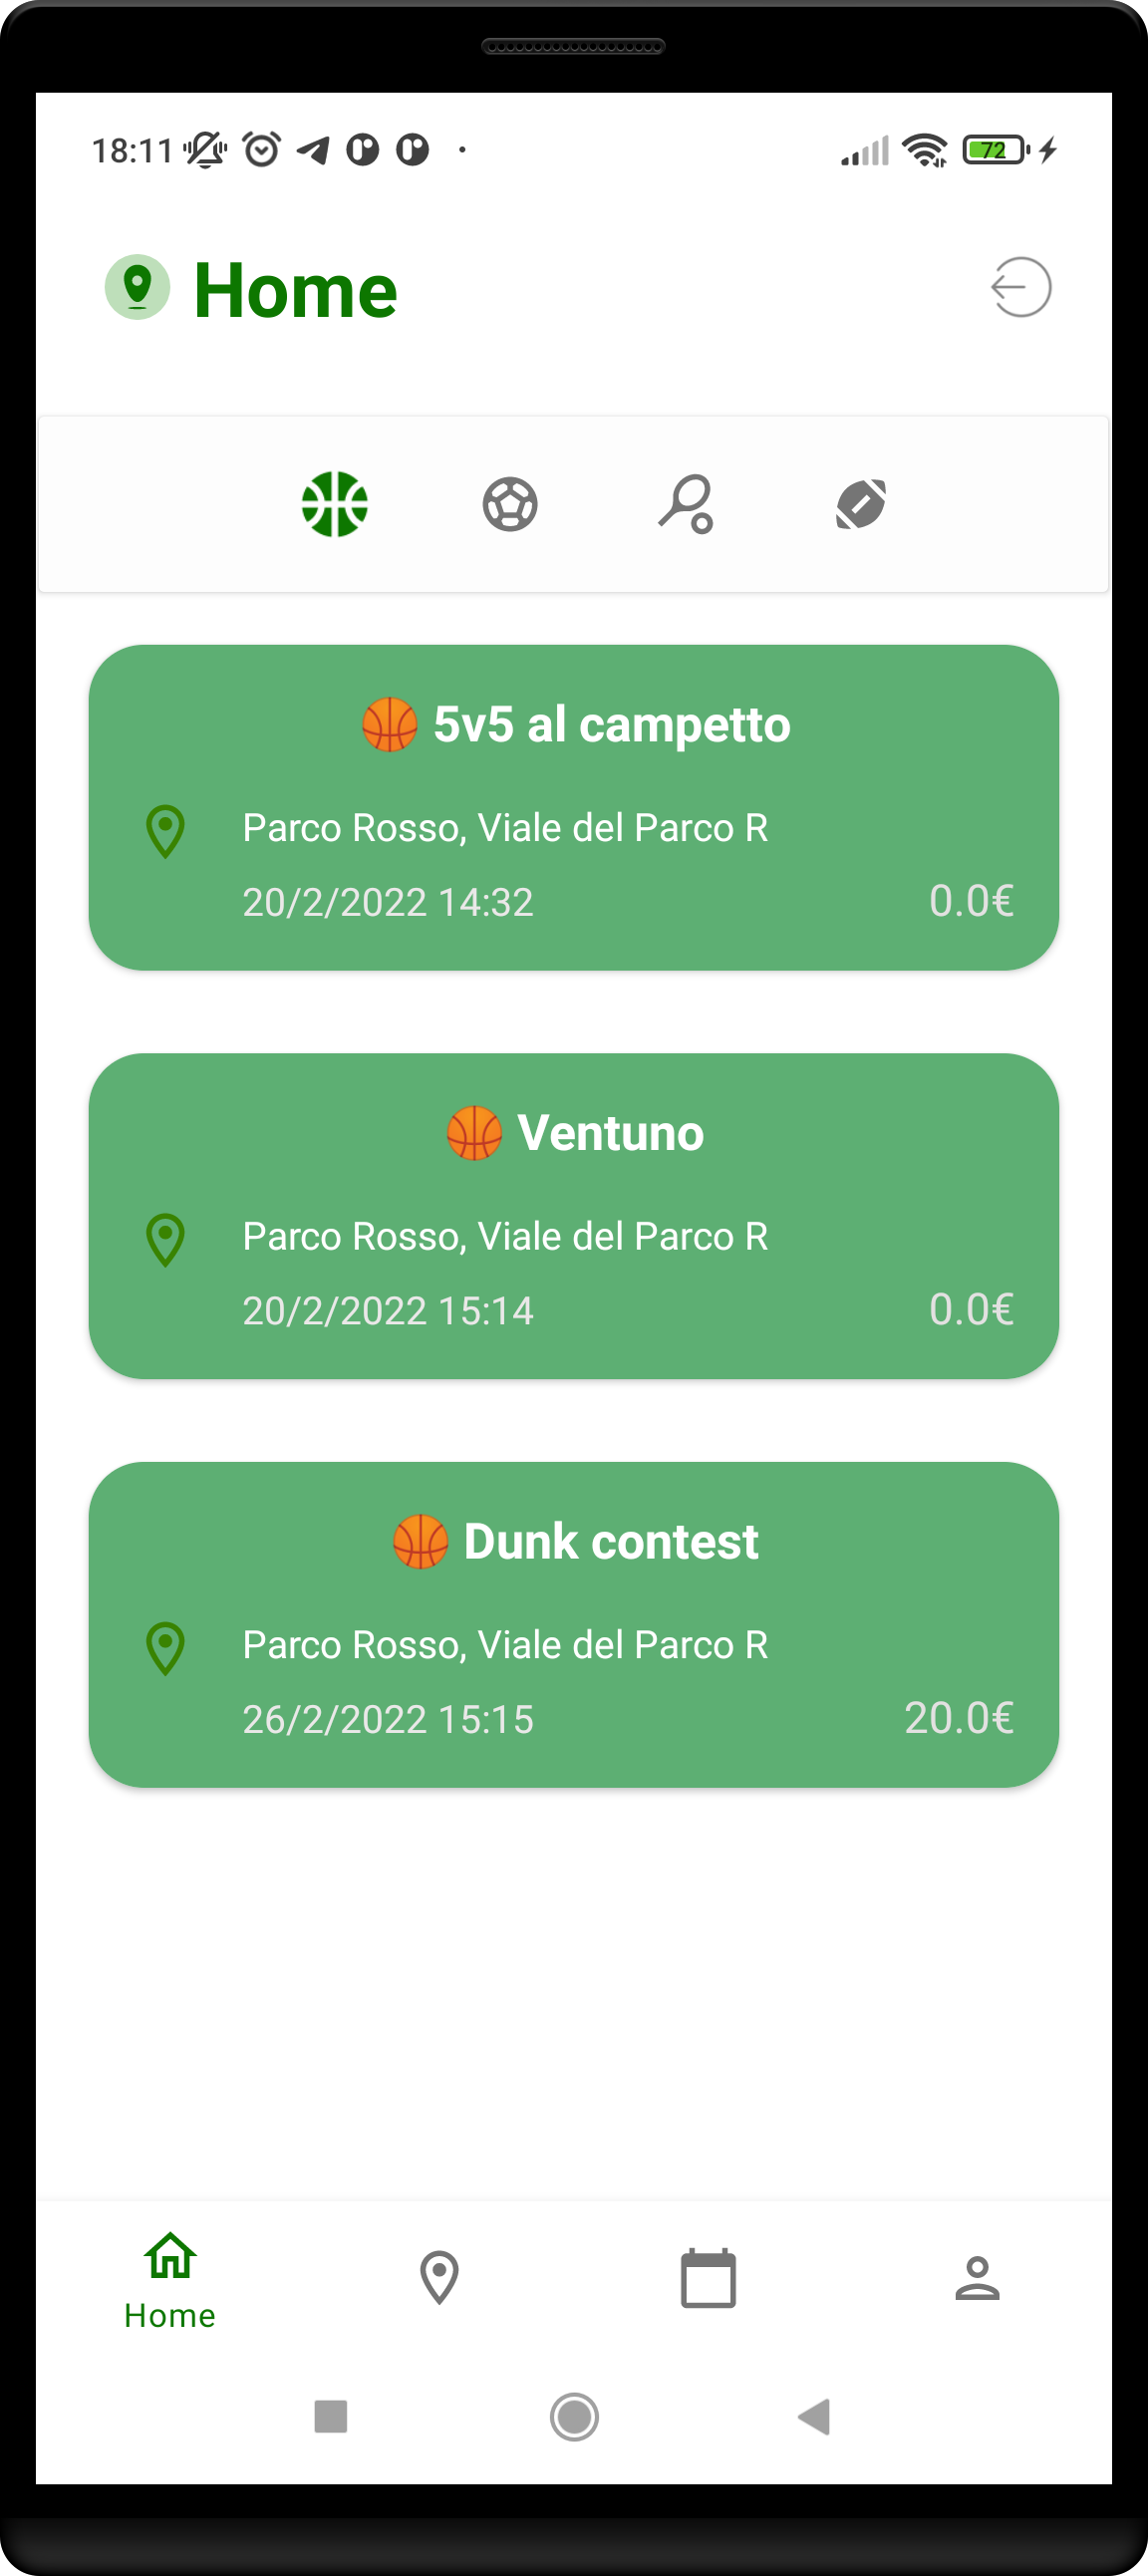 18:11
72
Home
5v5 al campetto
Parco Rosso, Viale del Parco R
20/2/2022 14:32
0.0€
Ventuno
Parco Rosso, Viale del Parco R
20/2/2022 15:14
0.0€
Dunk contest
Parco Rosso, Viale del Parco R
26/2/2022 15:15
20.0€
Home